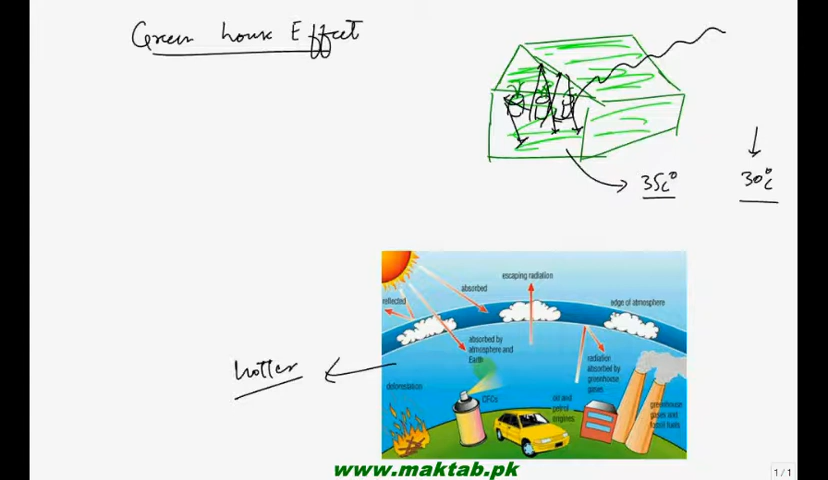 Green house Effect
35c°
30°c
escaping radiation
absorbed
reflected
edge of atmosphere
absorbed by
atmosphere and
Earth
radiation
absorbed by
greenhouse
gases
hotter
deforestation
CFCs
oil and
petrol
engines
greenhouse
gases and
fossil fuels
www.maktab.pk
1/1